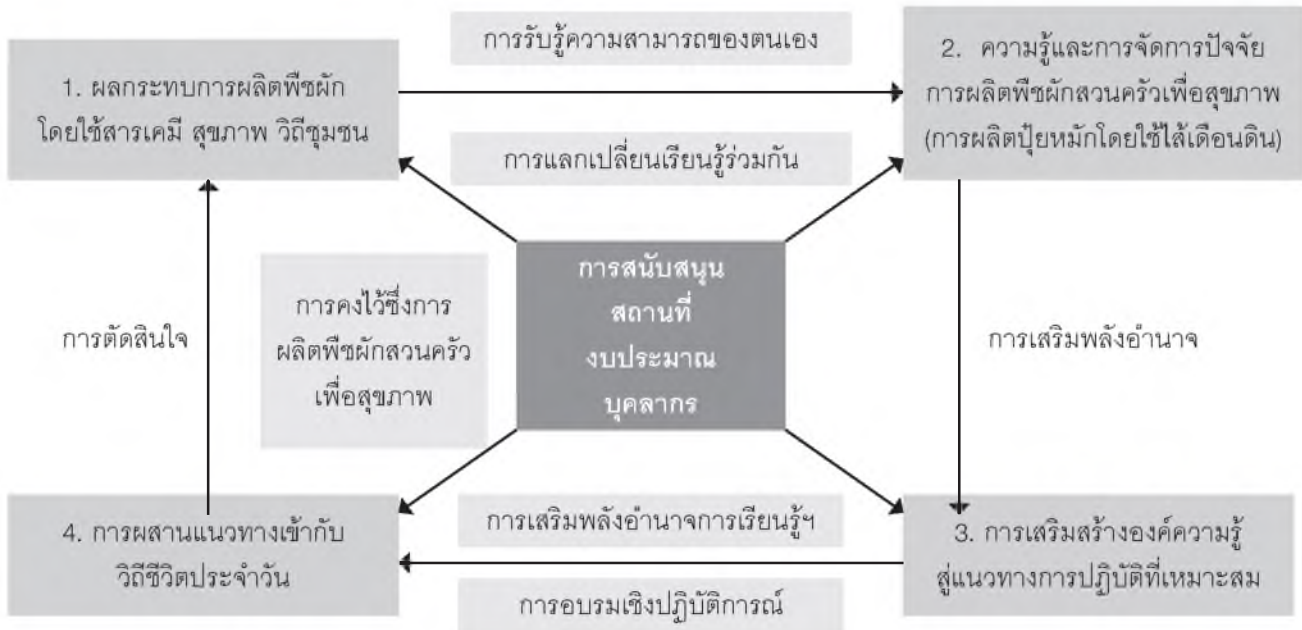 การรับรู้ความสามารถของตนเอง
1. ผลกระทบการผลิตพืชผัก
โดยใช้สารเคมี สุขภาพ วิถีชุมชน
2. ความรู้และการจัดการปัจจัย
การผลิตพืชผักสวนครัวเพื่อสุขภาพ
(การผลิตปุ๋ยหมักโดยใช้ไส้เดือนดิน)
การแลกเปลี่ยนเรียนรู้ร่วมกัน
การตัดสินใจ
การคงไว้ซึ่งการ
ผลิตพืชผักสวนครัว
เพื่อสุขภาพ
การสนับสนุน
สถานที่
งบประมาณ
บุคลากร
การเสริมพลังอำนาจ
4. การผสานแนวทางเข้ากับ
วิถีชีวิตประจำวัน
การเสริมพลังอำนาจการเรียนรู้ฯ
3. การเสริมสร้างองค์ความรู้
สู่แนวทางการปฏิบัติที่เหมาะสม
การอบรมเชิงปฏิบัติการณ์